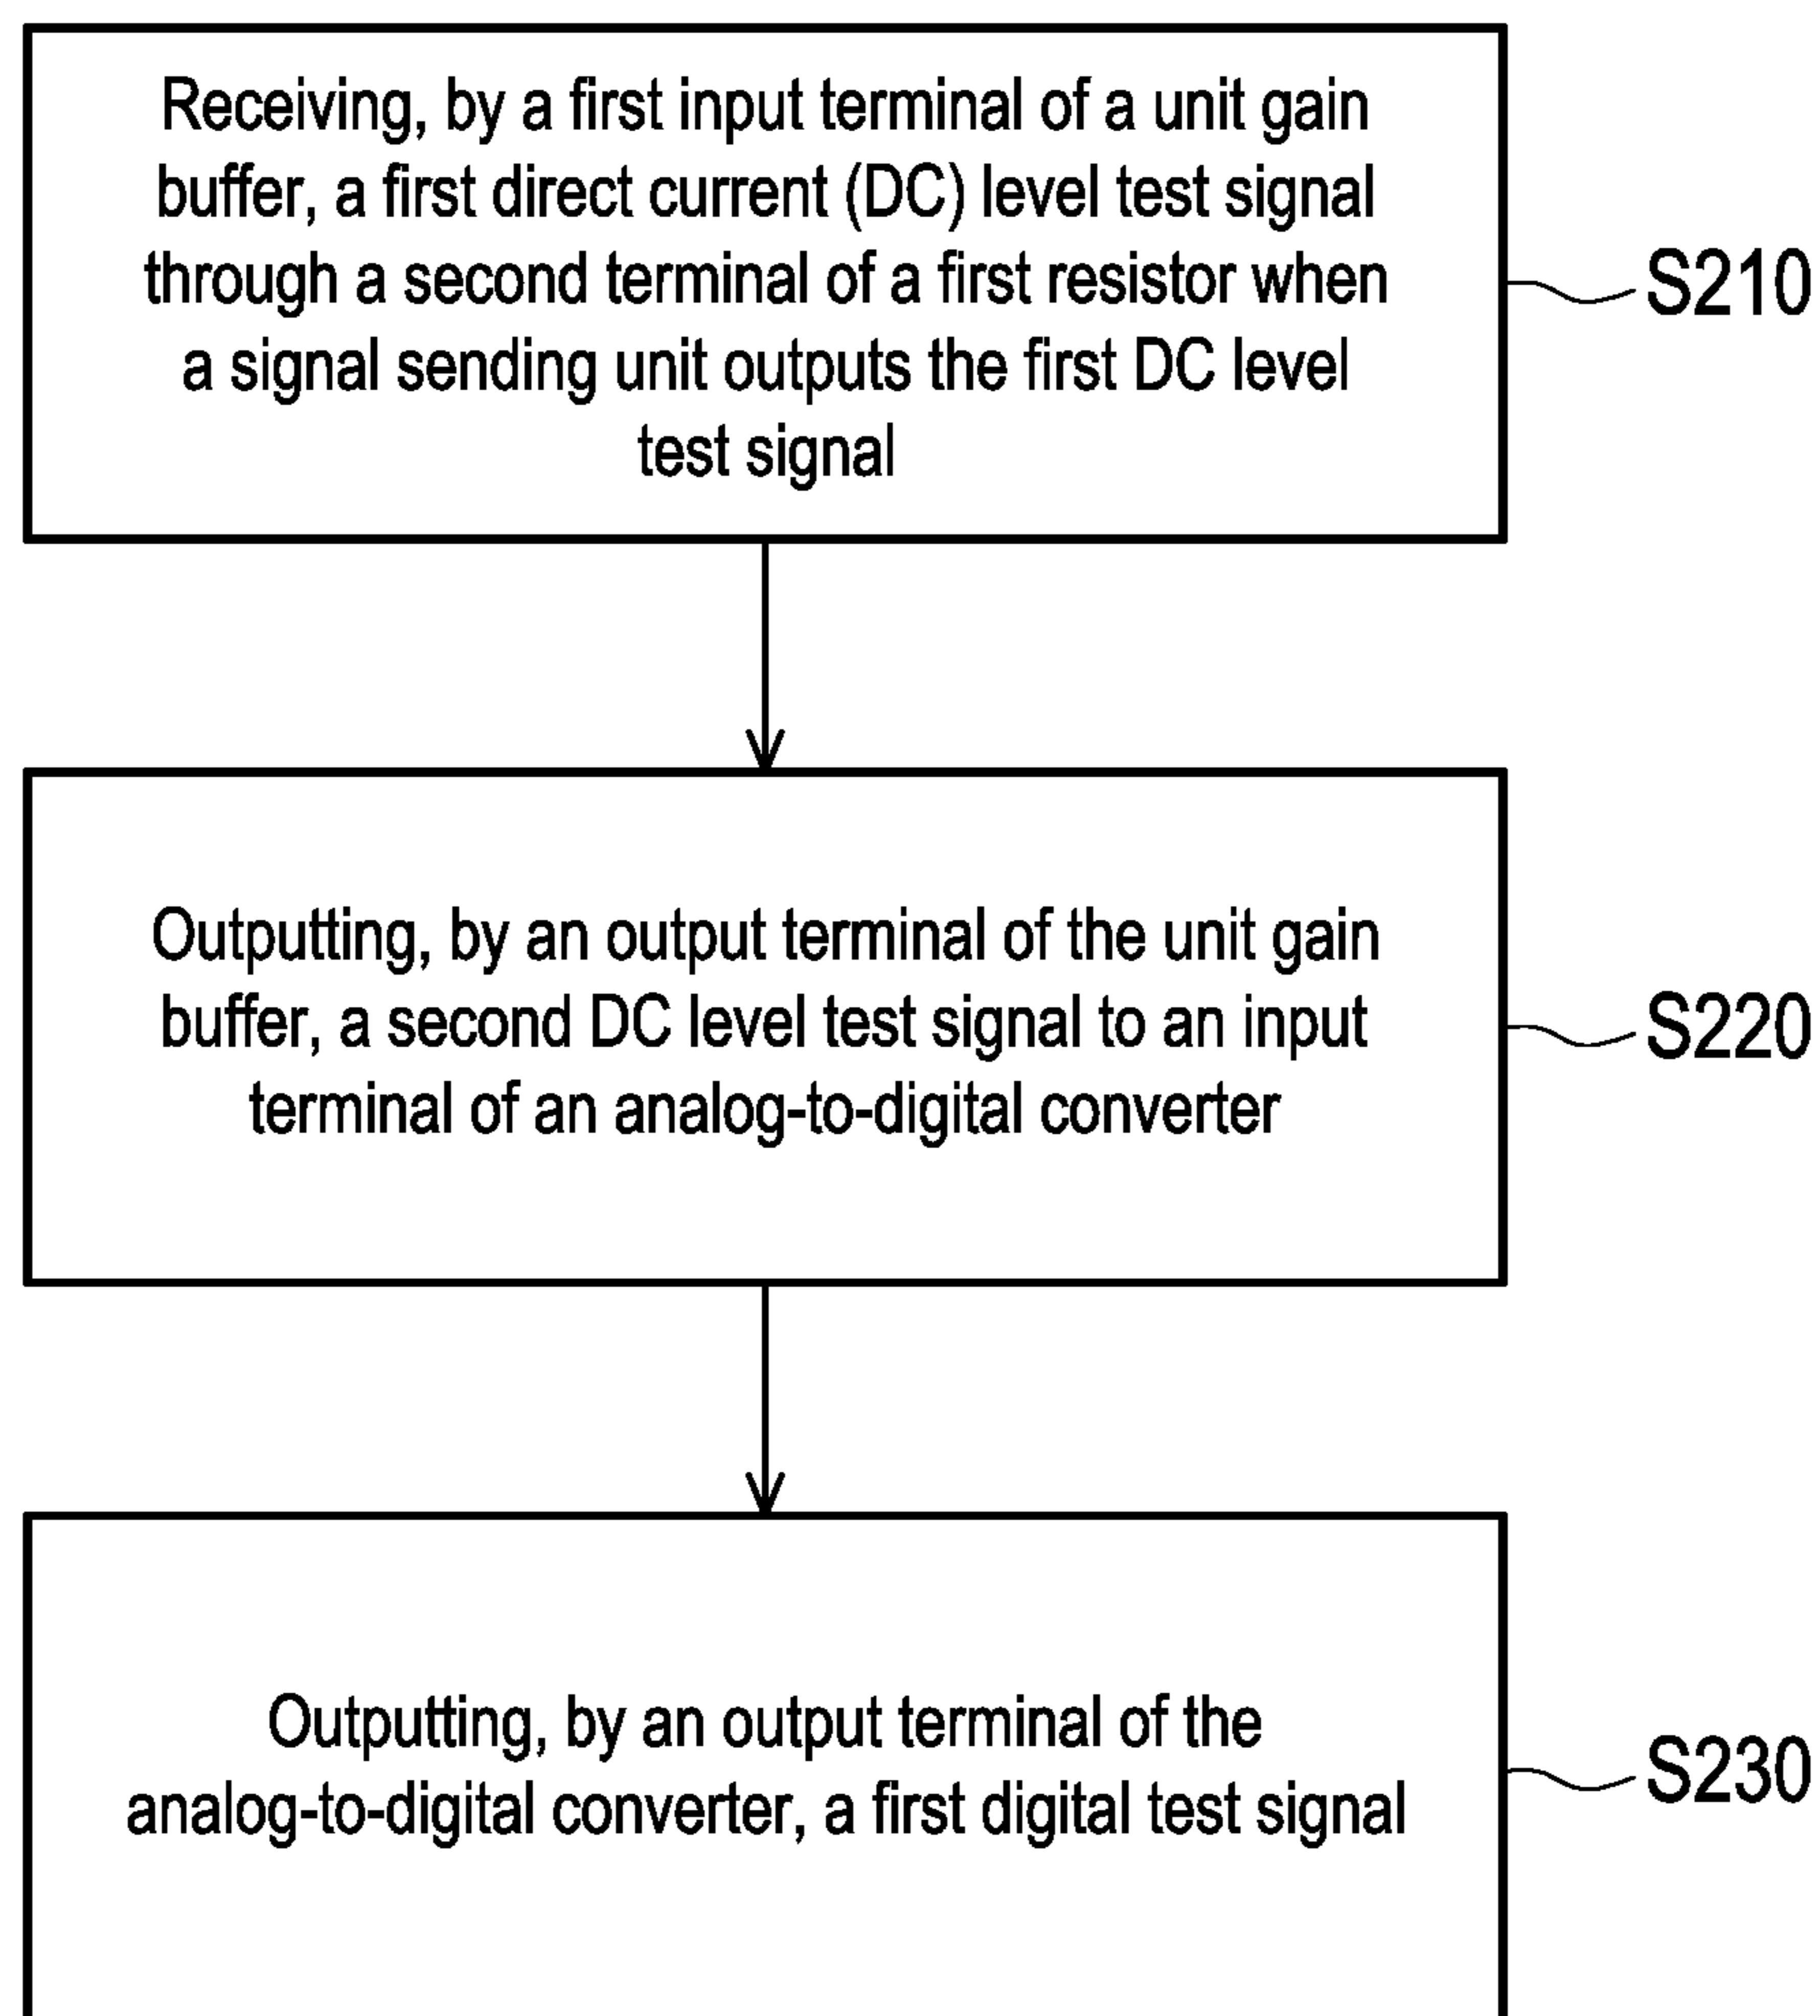 Receiving, by a first input terminal of a unit gain
buffer, a first direct current (DC) level test signal
through a second terminal of a first resistor when
a signal sending unit outputs the first DC level
test signal
S210
Outputting, by an output terminal of the unit gain
buffer, a second DC level test signal to an input
terminal of an analog-to-digital converter
S220
Outputting, by an output terminal of the
analog-to-digital converter, a first digital test signal
S230